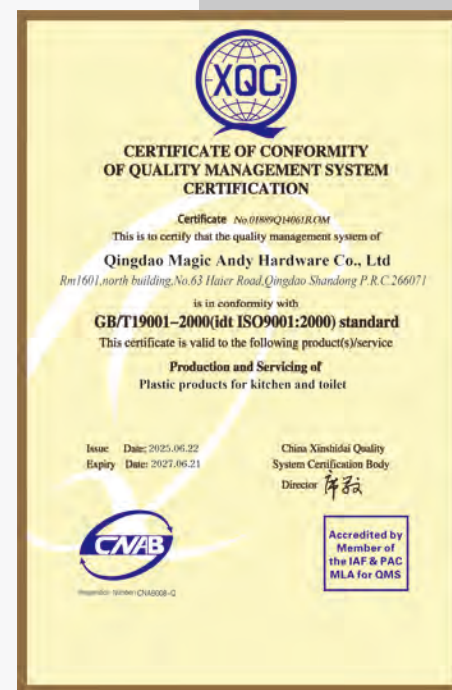 XQC
CERTIFICATE OF CONFORMITY
OF QUALITY MANAGEMENT SYSTEM
CERTIFICATION
Certificate No.01889Q14061ROM
This is to certify that the quality management system of
Qingdao Magic Andy Hardware Co., Ltd
Rm1601,north building,No.63 Haier Road,Qingdao Shandong P.R.C.266071
is in conformity with
GB/T19001–2000(idt ISO9001:2000) standard
This certificate is valid to the following product(s)/service
Production and Servicing of
Plastic products for kitchen and toilet
Issue Date: 2025.06.22
Expiry Date: 2027.06.21
China Xinshidai Quality
System Certification Body
Director
CNAB
Number:CNAB008-Q
Accredited by
Member of
the IAF & PAC
MLA for QMS